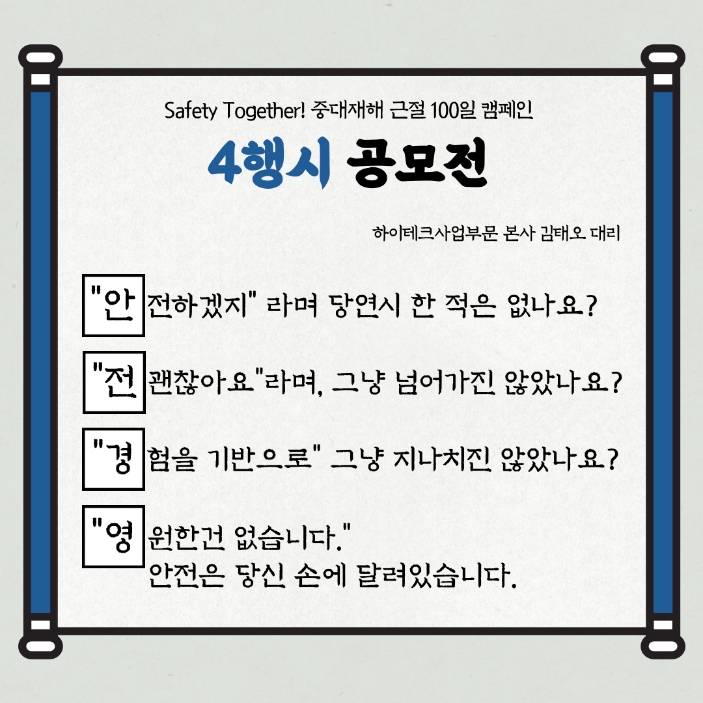 Safety Together! 중대재해 근절 100일 캠페인
4행시 공모전
하이테크사업부문 본사 김태오 대리
"안전하겠지" 라며 당연시 한 적은 없나요?
"전 괜찮아요"라며, 그냥 넘어가진 않았나요?
"경험을 기반으로" 그냥 지나치진 않았나요?
"영원한건 없습니다."
안전은 당신 손에 달려있습니다.